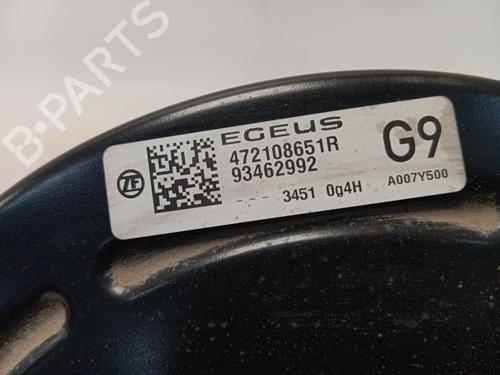 B-PARTS
EGEUS
472108651R
93462992
G9
ZF
--- 3451 0g4H
A007Y500